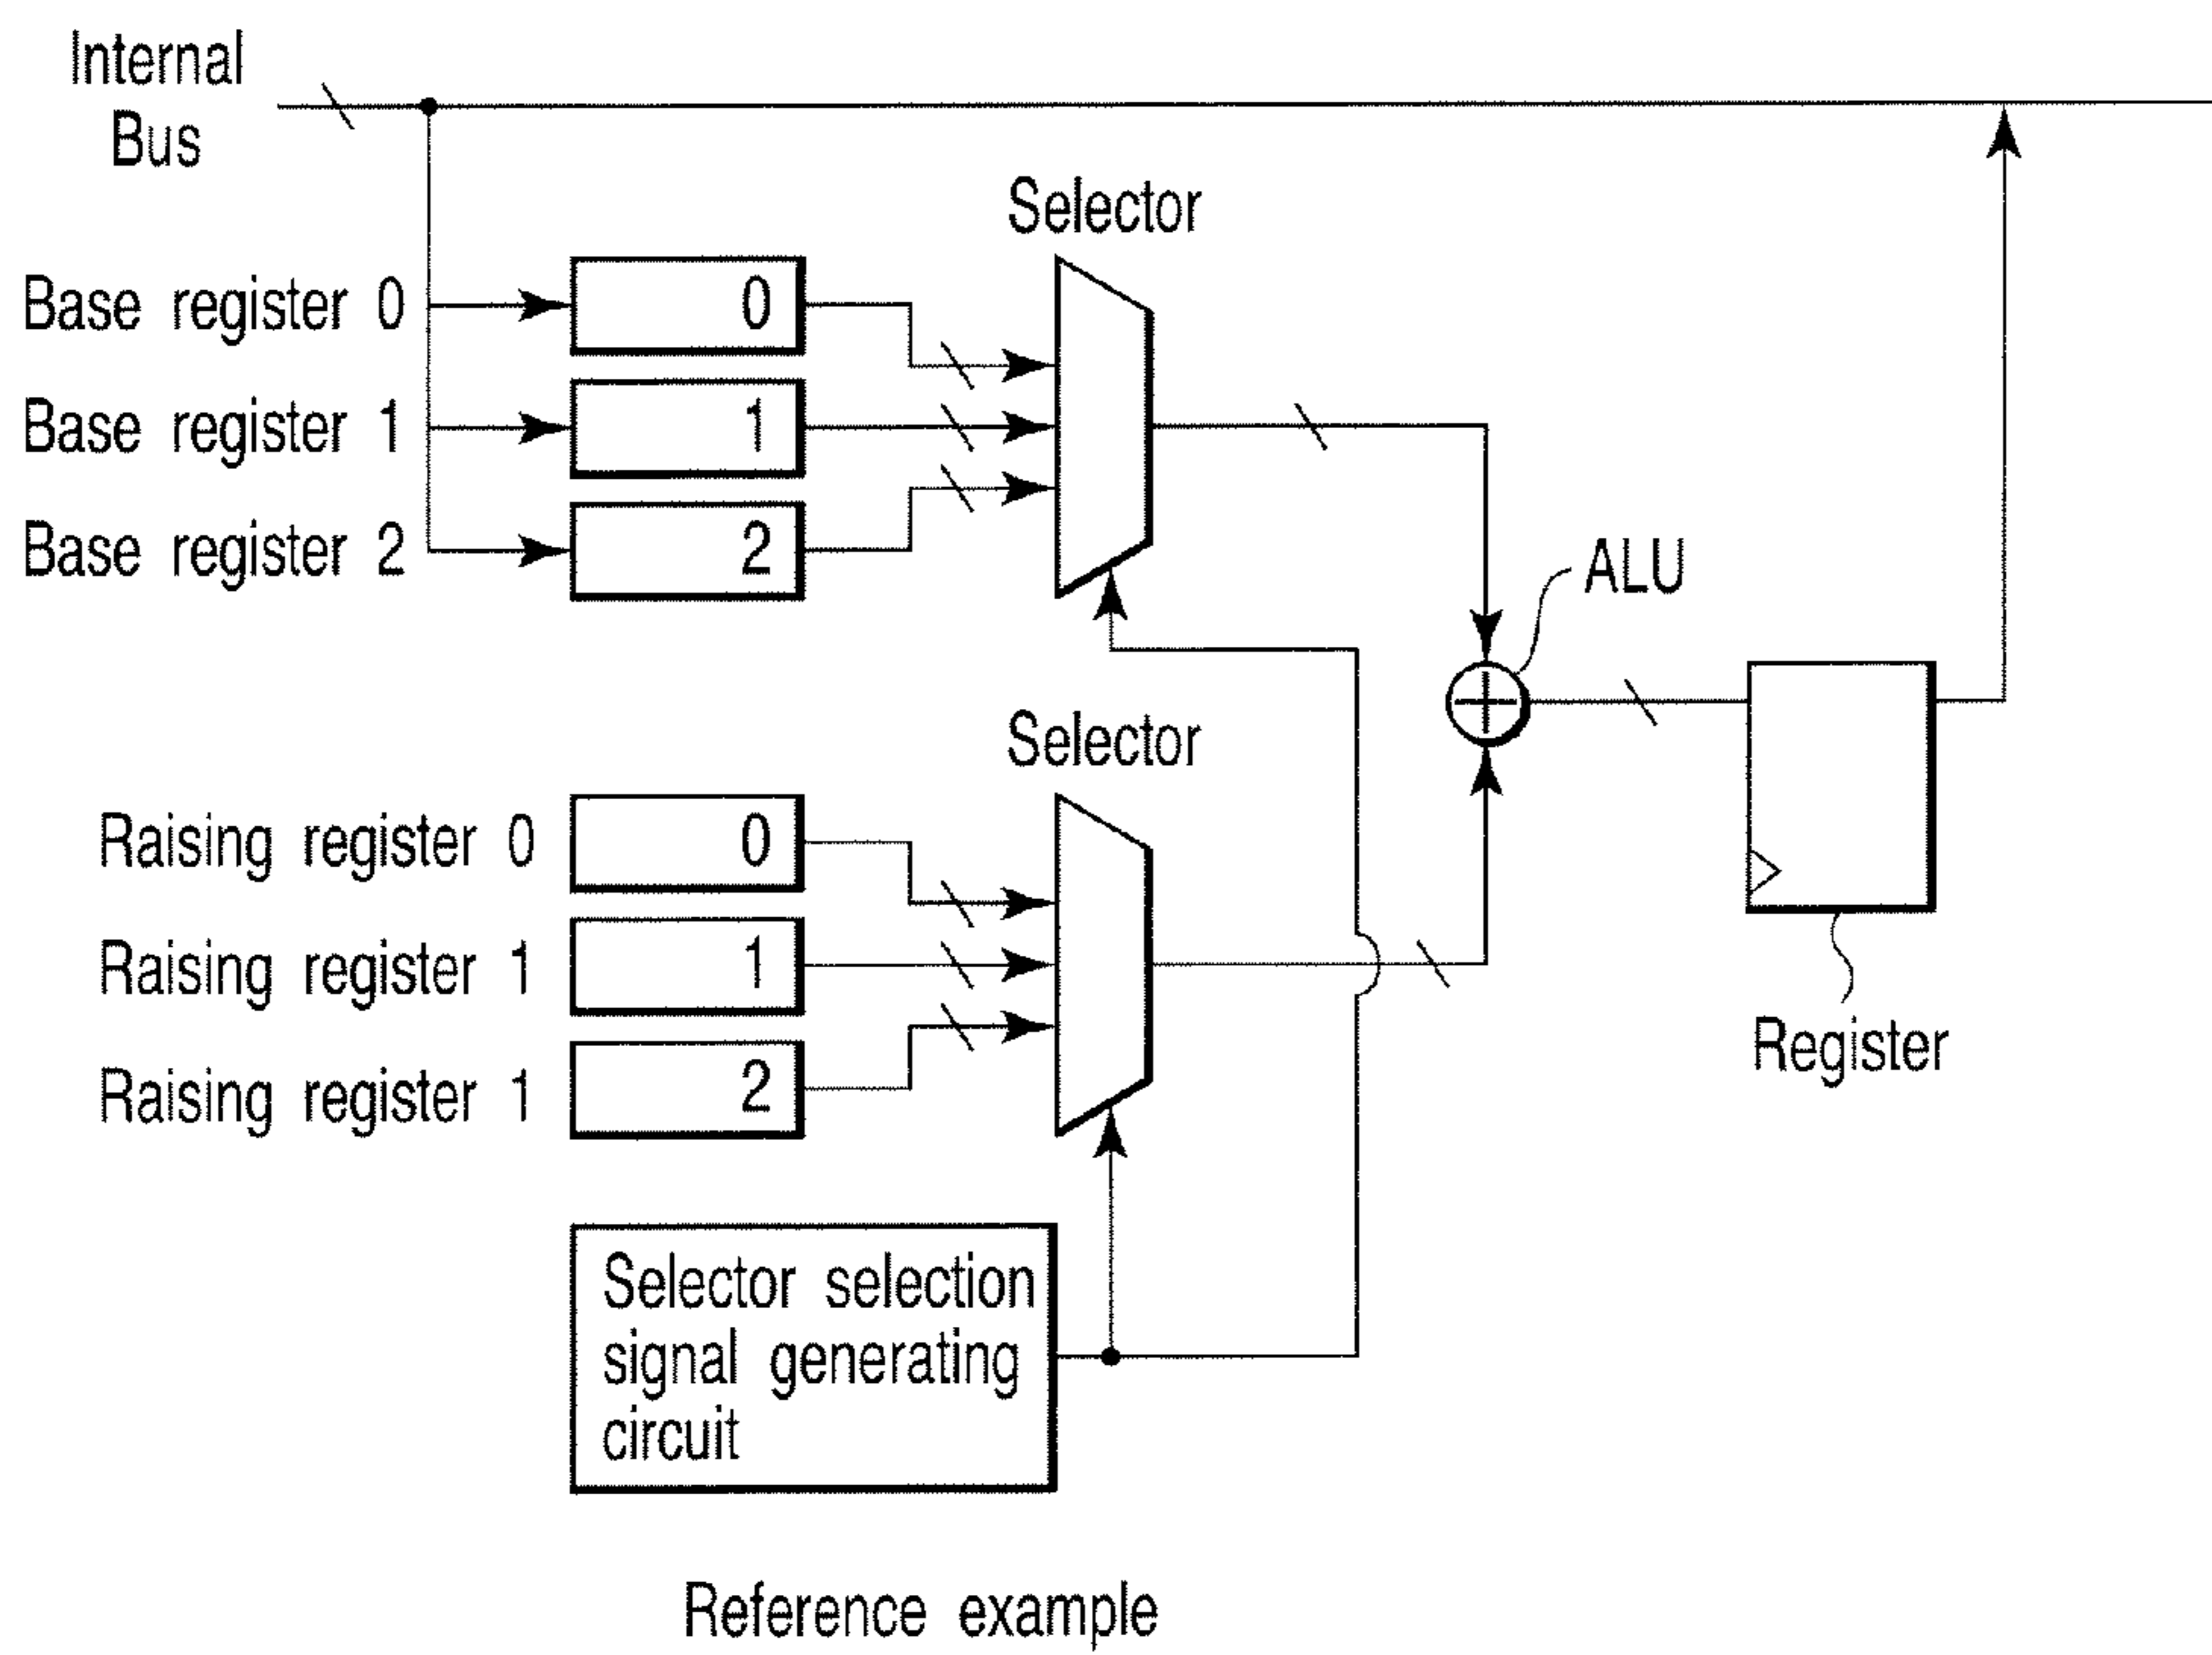 Internal
Bus
Selector
Base register 0
0
Base register 1
1
Base register 2
2
ALU
Selector
Raising register 0
0
Raising register 1
1
Raising register 1
2
Register
Selector selection
signal generating
circuit
Reference example